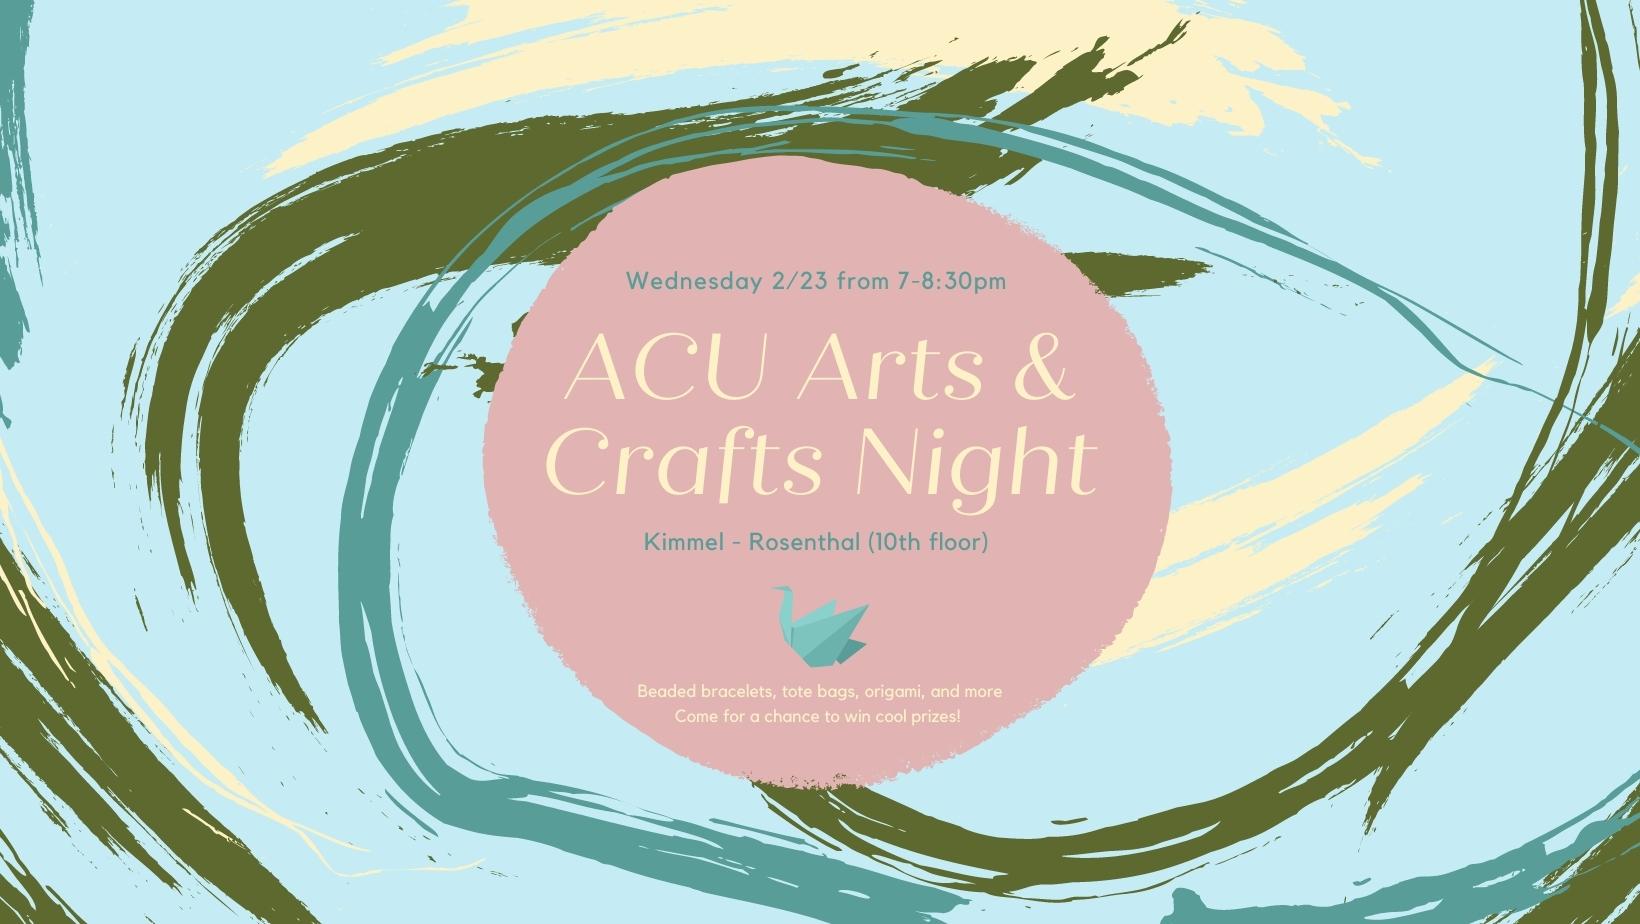 Wednesday 2/23 from 7-8:30pm
ACU Arts &
Crafts Night
Kimmel - Rosenthal (10th floor)
Beaded bracelets, tote bags, origami, and more
Come for a chance to win cool prizes!